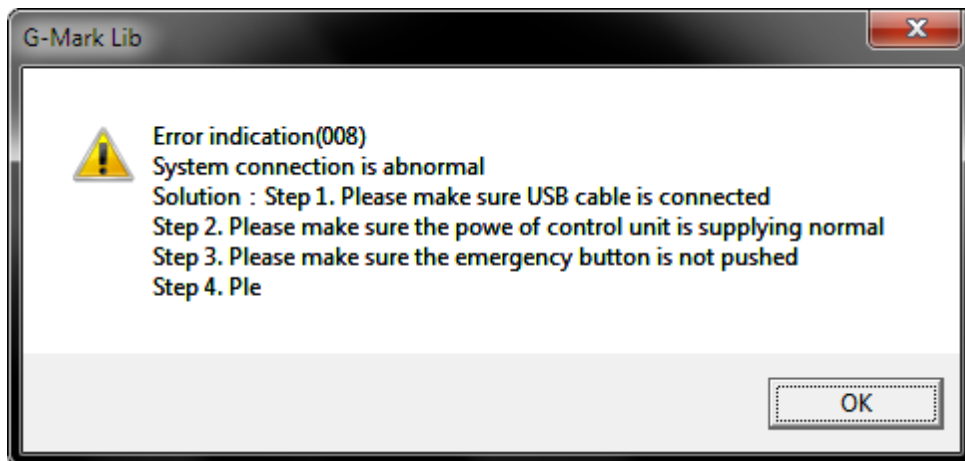 G-Mark Lib
Error indication(008)
System connection is abnormal
Solution : Step 1. Please make sure USB cable is connected
Step 2. Please make sure the powe of control unit is supplying normal
Step 3. Please make sure the emergency button is not pushed
Step 4. Ple
OK